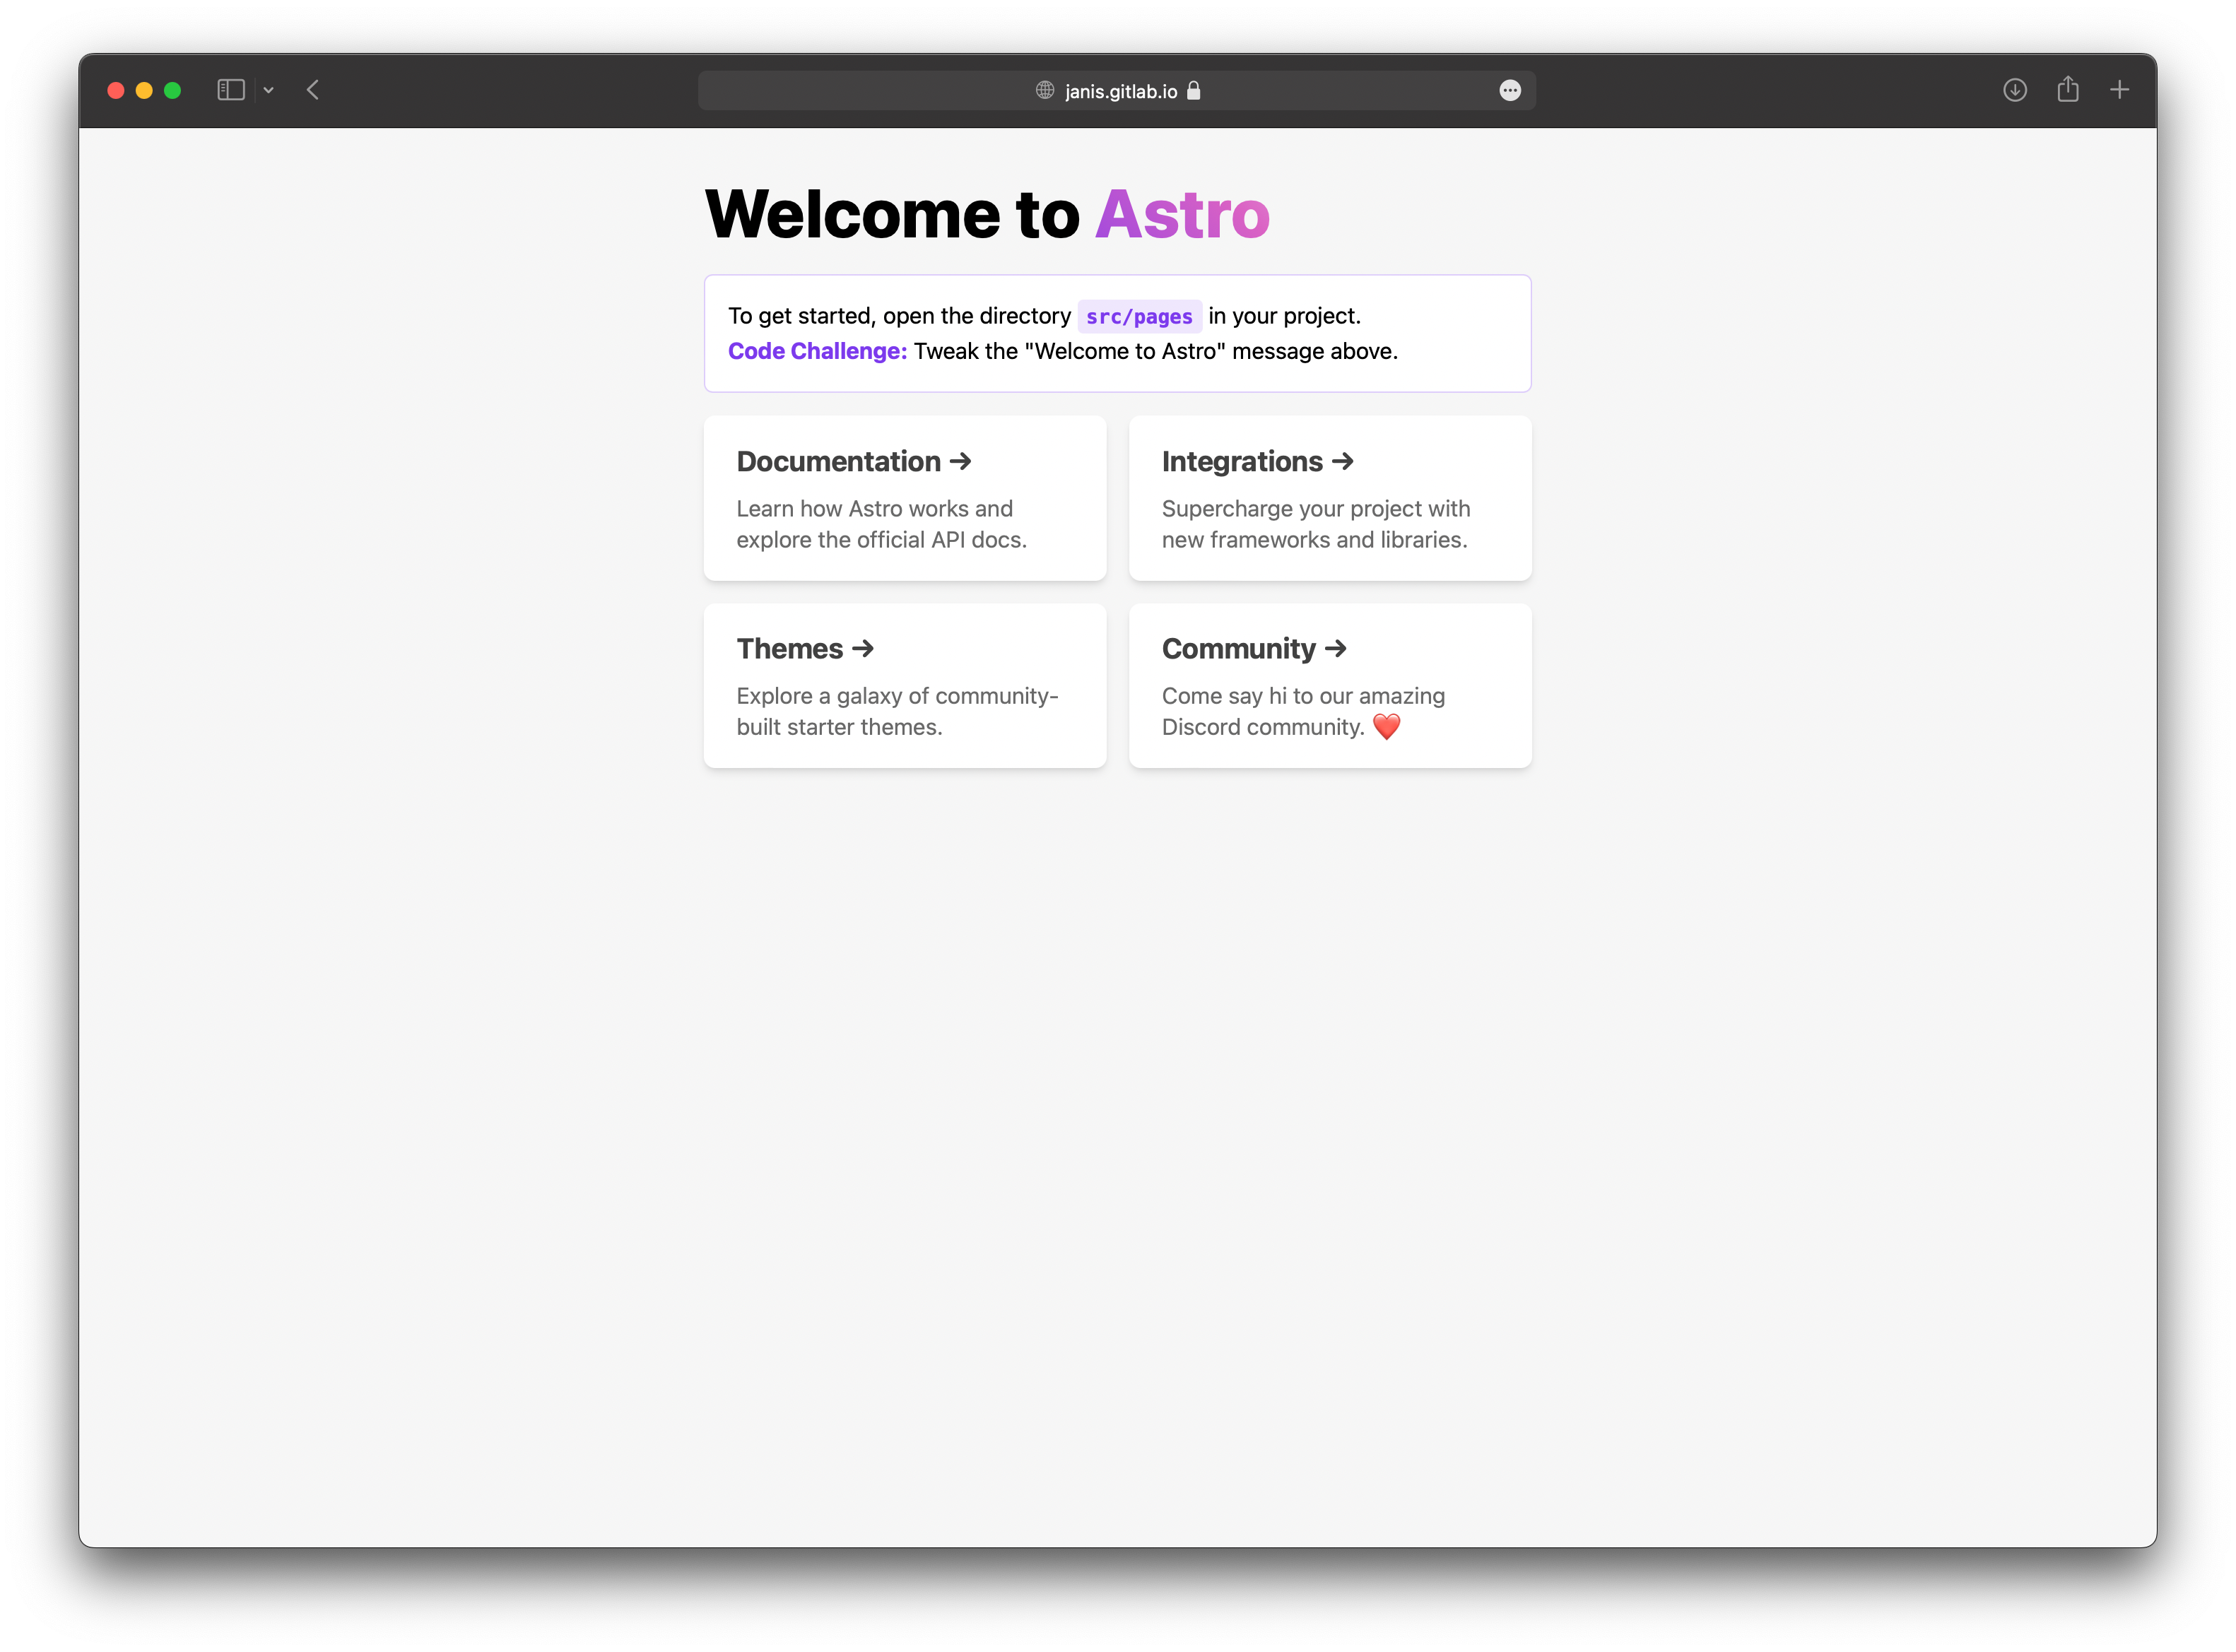 janis.gitlab.io
Welcome to Astro
To get started, open the directory src/pages in your project.
Code Challenge: Tweak the "Welcome to Astro" message above.
Documentation →
Learn how Astro works and
explore the official API docs.
Integrations →
Supercharge your project with
new frameworks and libraries.
Themes →
Explore a galaxy of community-
built starter themes.
Community →
Come say hi to our amazing
Discord community. ❤️